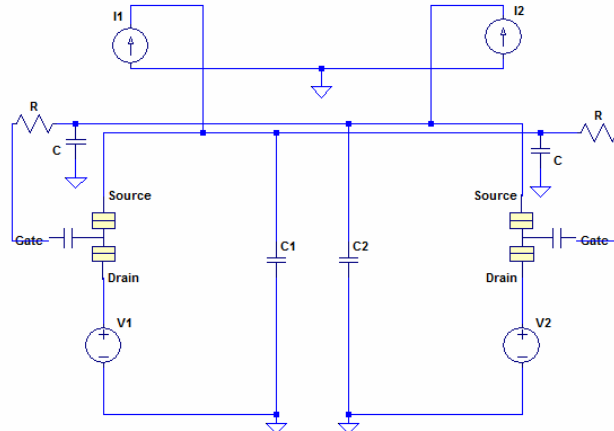 I1
I2
R
R
C
C
Source
Source
Gate
C1
C2
Gate
Drain
Drain
V1
V2